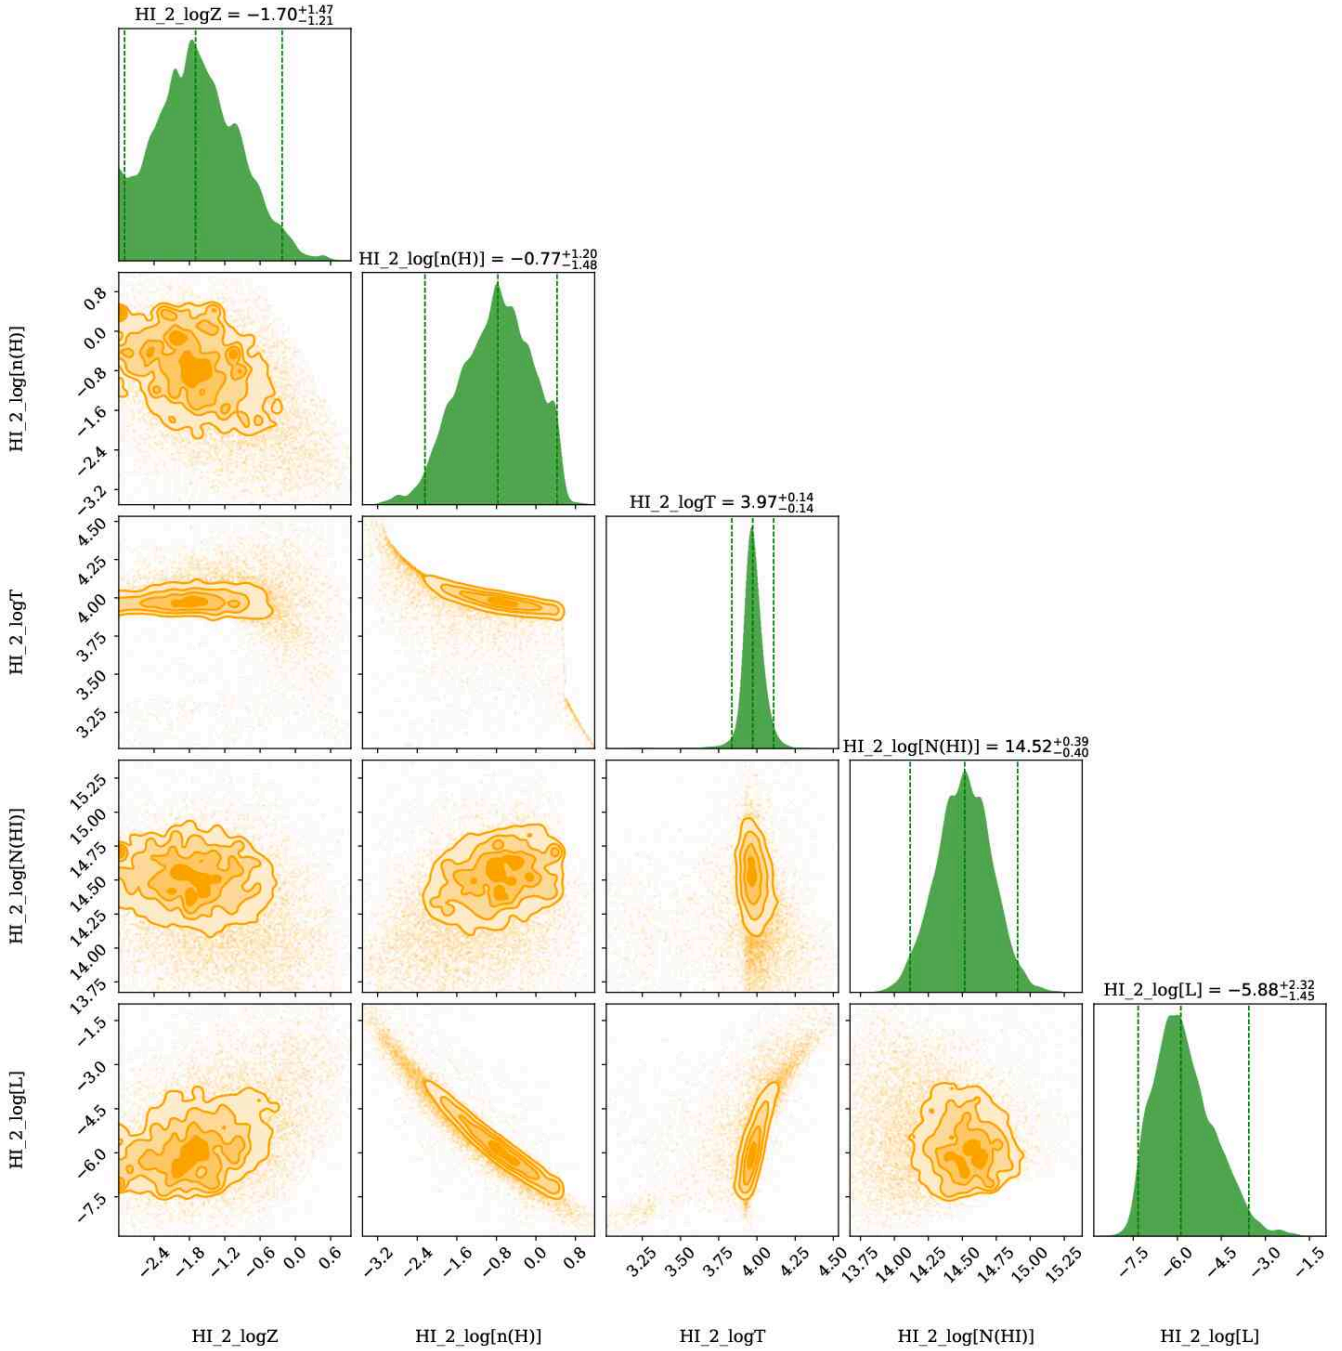 HI_2_logZ = −1.70+1.47−1.21
HI_2_log[n(H)] = −0.77+1.20−1.48
HI_2_log[n(H)]
0.8
0.0
−0.8
−1.6
−2.4
−3.2
HI_2_logT = 3.97+0.14−0.14
HI_2_logT
4.50
4.25
4.00
3.75
3.50
3.25
HI_2_log[N(HI)] = 14.52+0.39−0.40
HI_2_log[N(HI)]
15.25
15.00
14.75
14.50
14.25
14.00
13.75
HI_2_log[L] = −5.88+2.32−1.45
HI_2_log[L]
−1.5
−3.0
−4.5
−6.0
−7.5
−2.4 −1.8 −1.2 −0.6 0.0 0.6 −3.2 −2.4 −1.6 −0.8 0.0 0.8 3.25 3.50 3.75 4.00 4.25 4.50 13.75 14.00 14.25 14.50 14.75 15.00 15.25 −7.5 −6.0 −4.5 −3.0 −1.5
HI_2_logZ HI_2_log[n(H)] HI_2_logT HI_2_log[N(HI)] HI_2_log[L]